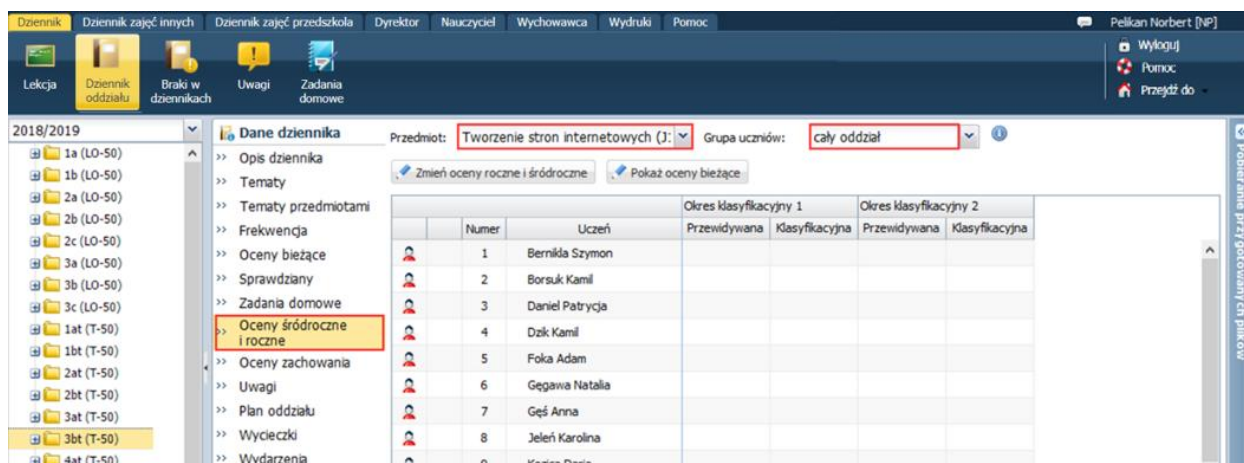 Dziennik Dziennik zajęć innych Dziennik zajęć przedszkola Dyrektor Nauczyciel Wychowawca Wydruki Pomoc Pelikan Norbert [NP]
Lekcja
Dziennik oddziału
Braki w dziennikach
Uwagi
Zadania domowe
Wyloguj
Pomoc
Przejdź do
2018/2019
1a (LO-50)
1b (LO-50)
2a (LO-50)
2b (LO-50)
2c (LO-50)
3a (LO-50)
3b (LO-50)
3c (LO-50)
1at (T-50)
1bt (T-50)
2at (T-50)
2bt (T-50)
3at (T-50)
3bt (T-50)
4at (T-50)
Dane dziennika
Opis dziennika
Tematy
Tematy przedmiotami
Frekwencja
Oceny bieżące
Sprawdziany
Zadania domowe
Oceny śródroczne
i roczne
Oceny zachowania
Uwagi
Plan oddziału
Wycieczki
Wydarzenia
Przedmiot: Tworzenie stron internetowych Grupa uczniów: cały oddział
Zmień oceny roczne i śródroczne Pokaż oceny bieżące
Okres klasyfikacyjny 1 Okres klasyfikacyjny 2
Numer Uczeń Przewidywana Klasyfikacyjna Przewidywana Klasyfikacyjna
1 Bernikla Szymon
2 Borsuk Kamil
3 Daniel Patrycja
4 Dzik Kamil
5 Foka Adam
6 Gęgawa Natalia
7 Gęś Anna
8 Jeleń Karolina
Pobieranie przygotowanych plików